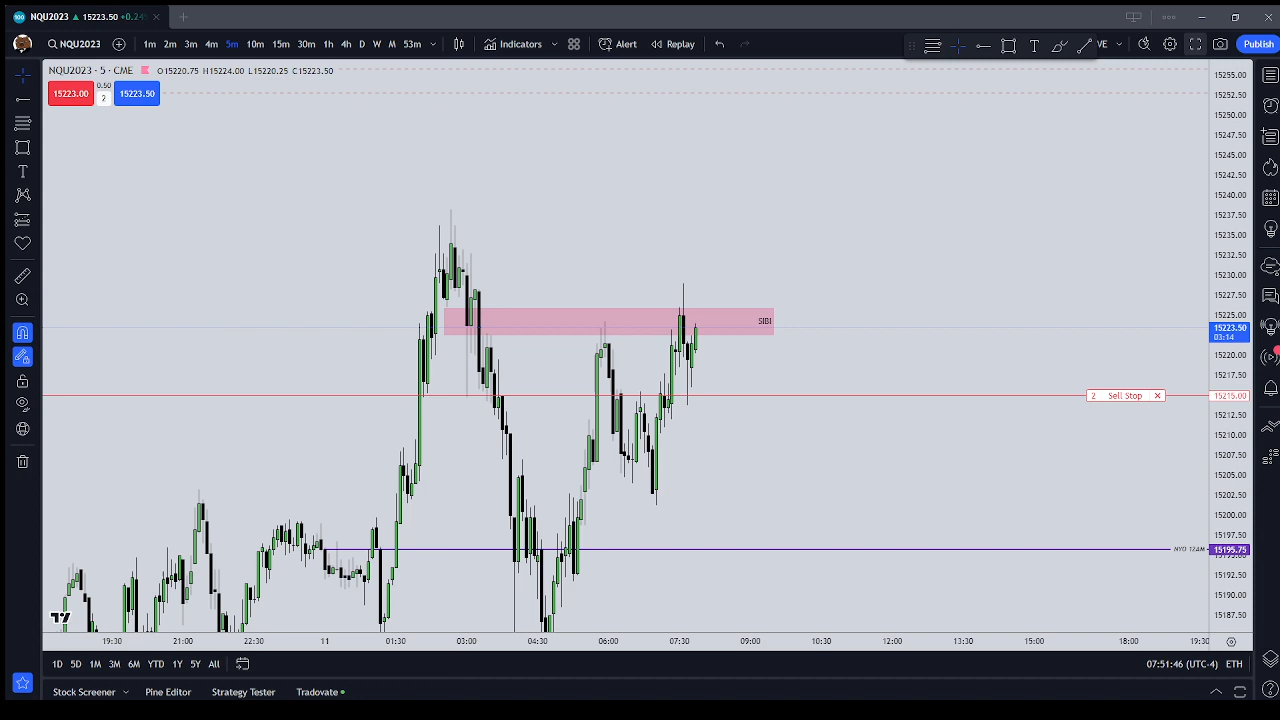 NQU2023 ▲ 15223.50 +0.24%
NQU2023 1m 2m 3m 4m 5m 10m 15m 30m 1h 4h D W M 53m Indicators Alert Replay Publish
NQU2023 · 5 · CME O15220.75 H15224.00 L15220.25 C15223.50
15223.00 0.50 2 15223.50
15255.00
15252.50
15250.00
15247.50
15245.00
15242.50
15240.00
15237.50
15235.00
15232.50
15230.00
15227.50
15225.00
SIBI
15223.50
03:14
15220.00
15217.50
2 Sell Stop 15215.00
15212.50
15210.00
15207.50
15205.00
15202.50
15200.00
15197.50
NYO 12AM 15195.75
15192.50
15190.00
15187.50
19:30 21:00 22:30 11 01:30 03:00 04:30 06:00 07:30 09:00 10:30 12:00 13:30 15:00 18:00 19:30
1D 5D 1M 3M 6M YTD 1Y 5Y All 07:51:46 (UTC-4) ETH
Stock Screener Pine Editor Strategy Tester Tradovate